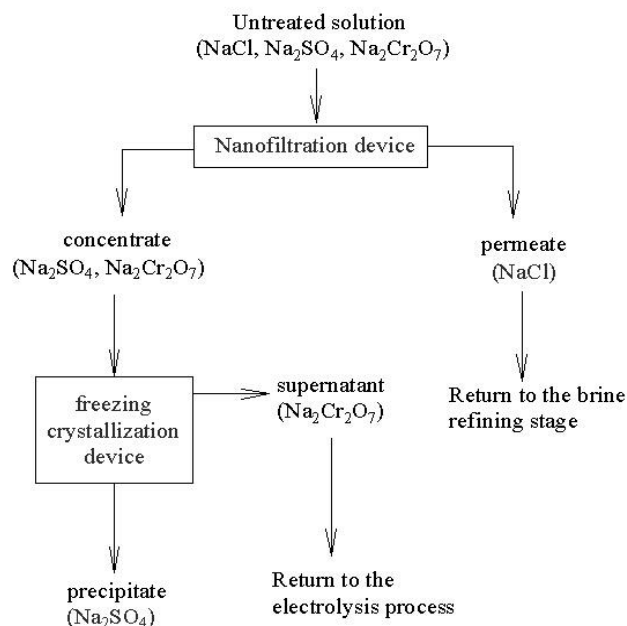 Untreated solution
(NaCl, Na₂SO₄, Na₂Cr₂O₇)
Nanofiltration device
concentrate
(Na₂SO₄, Na₂Cr₂O₇)
permeate
(NaCl)
freezing
crystallization
device
supernatant
(Na₂Cr₂O₇)
Return to the brine
refining stage
precipitate
(Na₂SO₄)
Return to the
electrolysis process